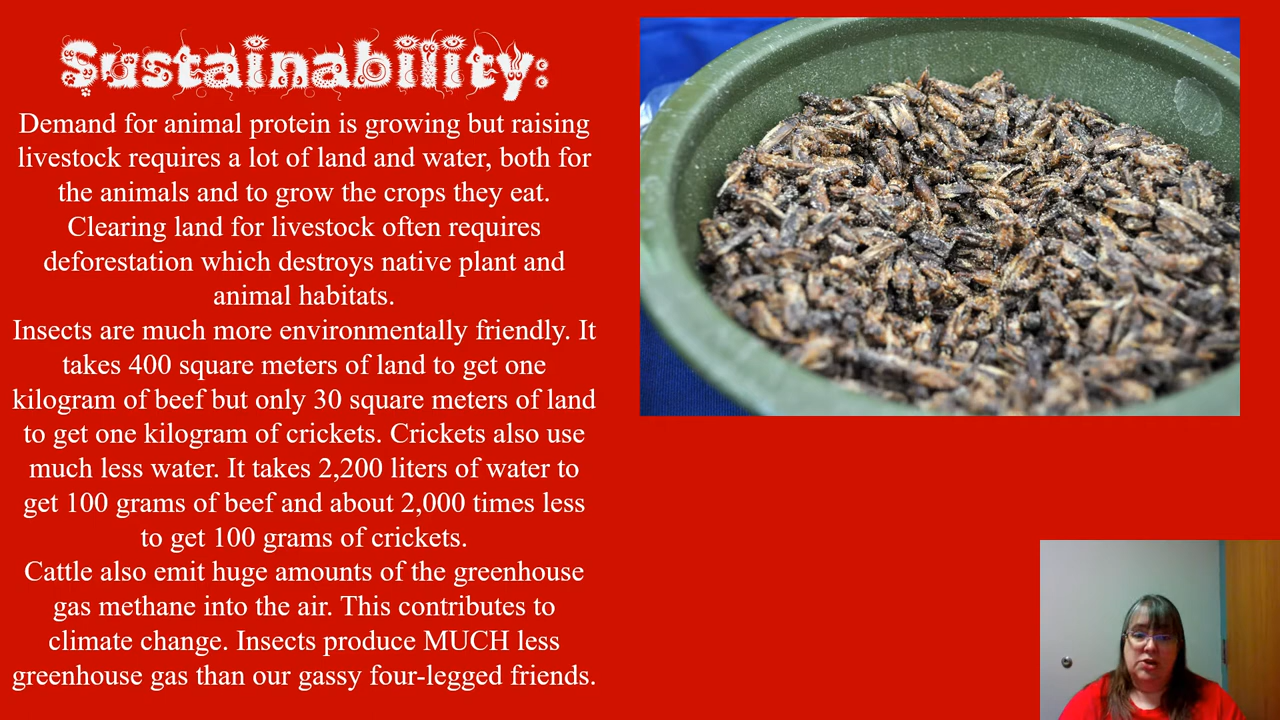 Sustainability:
Demand for animal protein is growing but raising
livestock requires a lot of land and water, both for
the animals and to grow the crops they eat.
Clearing land for livestock often requires
deforestation which destroys native plant and
animal habitats.
Insects are much more environmentally friendly. It
takes 400 square meters of land to get one
kilogram of beef but only 30 square meters of land
to get one kilogram of crickets. Crickets also use
much less water. It takes 2,200 liters of water to
get 100 grams of beef and about 2,000 times less
to get 100 grams of crickets.
Cattle also emit huge amounts of the greenhouse
gas methane into the air. This contributes to
climate change. Insects produce MUCH less
greenhouse gas than our gassy four-legged friends.